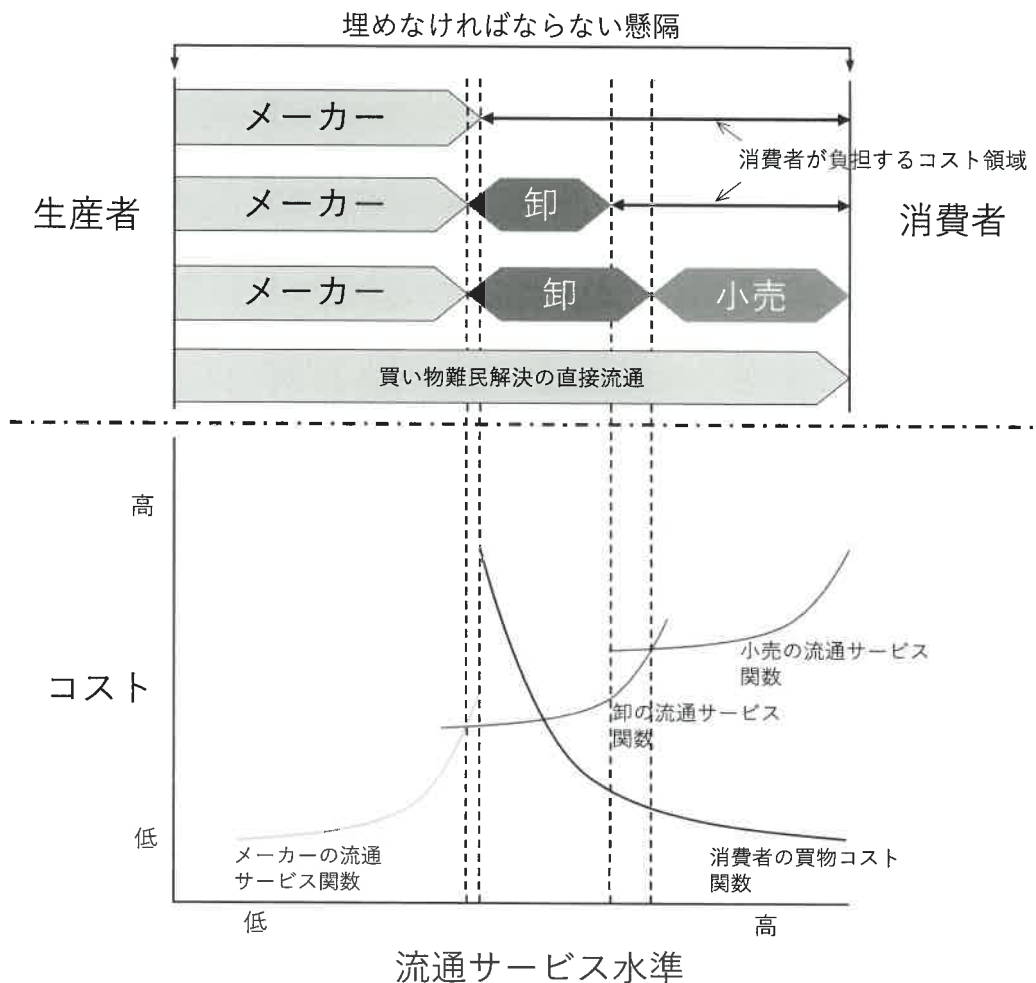 埋めなければならない懸隔
メーカー
消費者が負担するコスト領域
生産者
メーカー
卸
消費者
メーカー
卸
小売
買い物難民解決の直接流通
高
コスト
小売の流通サービス
関数
卸の流通サービス
関数
低
メーカーの流通
サービス関数
消費者の買物コスト
関数
低
高
流通サービス水準